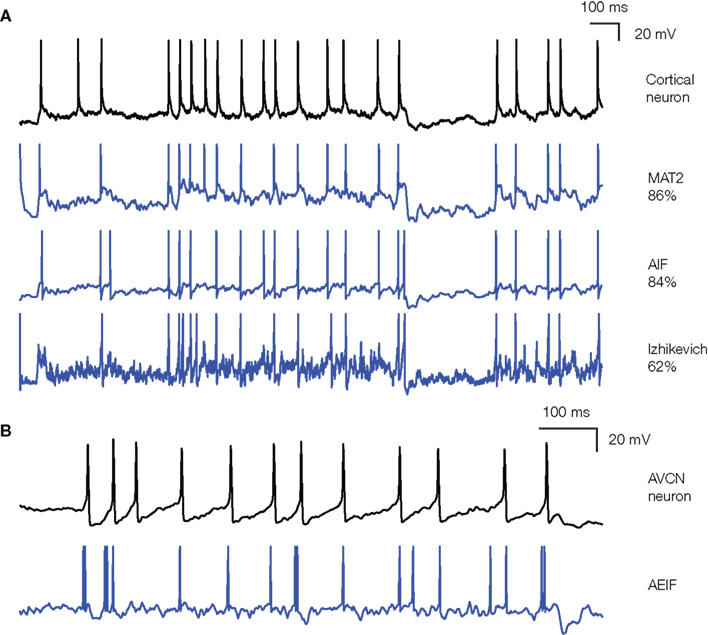 A
100 ms
20 mV
Cortical
neuron
MAT2
86%
AIF
84%
Izhikevich
62%
B
100 ms
20 mV
AVCN
neuron
AEIF